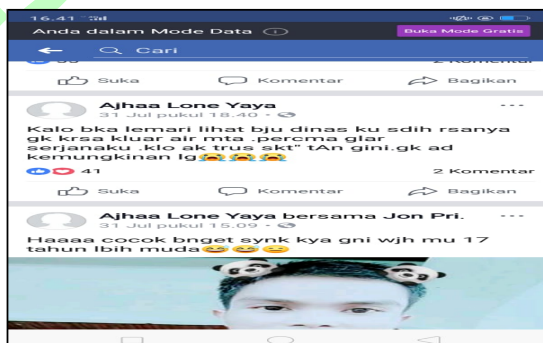 16.41
Anda dalam Mode Data
Buka Mode Gratis
Cari
2 Komentar
Suka Komentar Bagikan
Ajhaa Lone Yaya
31 Jul pukul 18.40
Kalo bka lemari lihat bju dinas ku sdih rsanya
gk krsa kluar air mta .percma glar
serjanaku .klo ak trus skt" tAn gini.gk ad
kemungkinan lg😭😭😭
41
2 Komentar
Suka Komentar Bagikan
Ajhaa Lone Yaya bersama Jon Pri.
31 Jul pukul 15.09
Haaaa cocok bnget synk kya gni wjh mu 17
tahun lbih muda😂😂😄